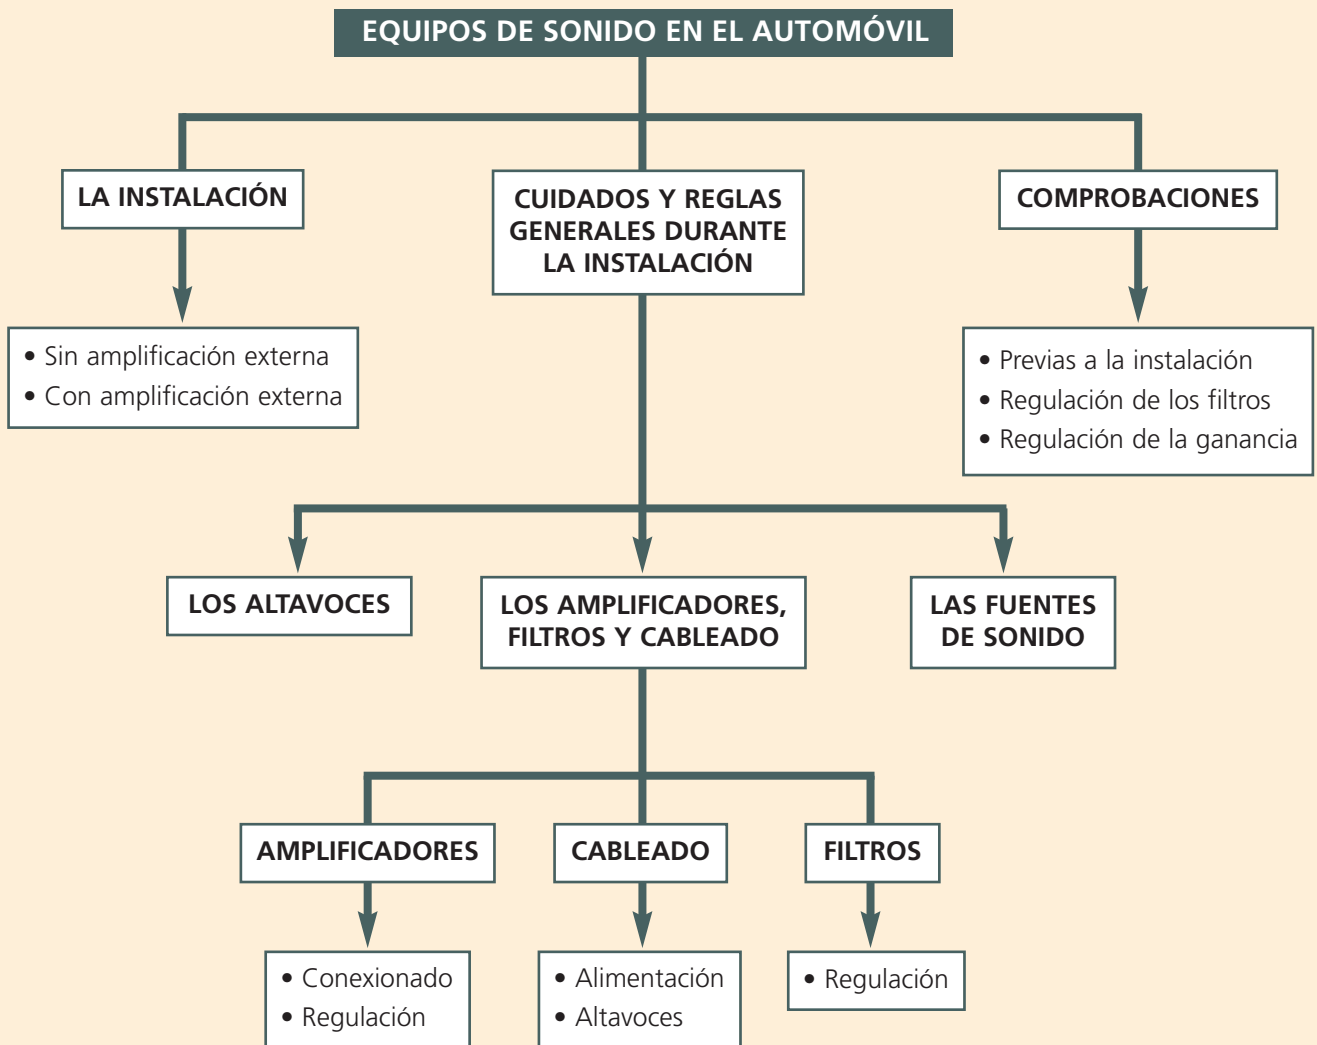 EQUIPOS DE SONIDO EN EL AUTOMÓVIL
LA INSTALACIÓN
• Sin amplificación externa
• Con amplificación externa
CUIDADOS Y REGLAS
GENERALES DURANTE
LA INSTALACIÓN
COMPROBACIONES
• Previas a la instalación
• Regulación de los filtros
• Regulación de la ganancia
LOS ALTAVOCES
LOS AMPLIFICADORES,
FILTROS Y CABLEADO
LAS FUENTES
DE SONIDO
AMPLIFICADORES
• Conexionado
• Regulación
CABLEADO
• Alimentación
• Altavoces
FILTROS
• Regulación